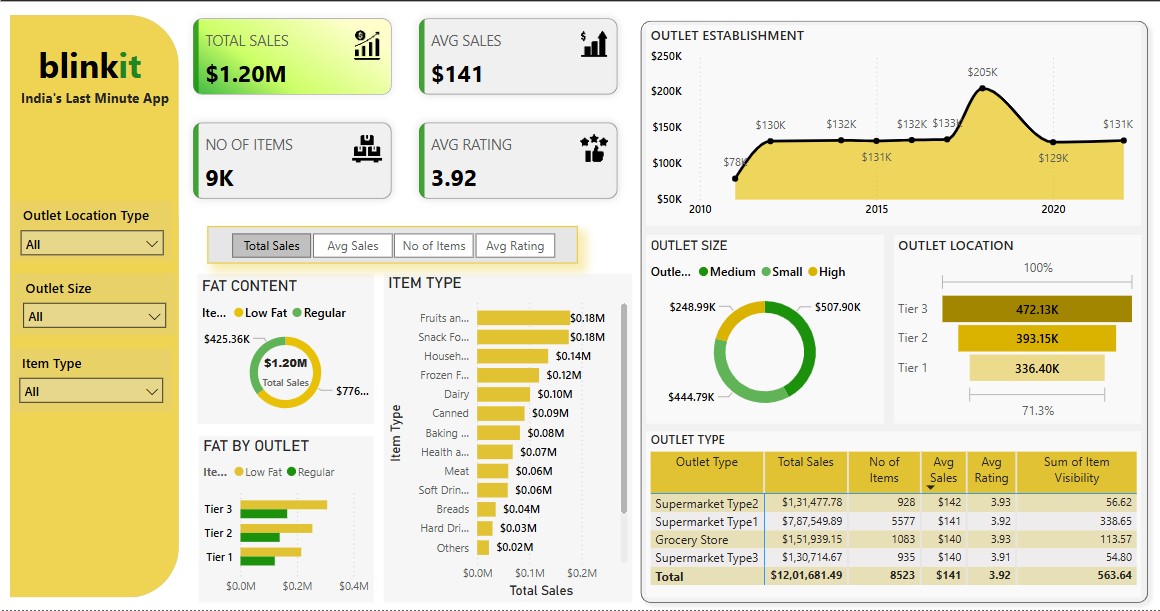 blinkit
India's Last Minute App
Outlet Location Type
All
Outlet Size
All
Item Type
All
TOTAL SALES
$1.20M
AVG SALES
$141
NO OF ITEMS
9K
AVG RATING
3.92
Total Sales
Avg Sales
No of Items
Avg Rating
FAT CONTENT
Ite... Low Fat Regular
$425.36K
$1.20M
Total Sales
$776...
FAT BY OUTLET
Ite... Low Fat Regular
Tier 3
Tier 2
Tier 1
$0.0M $0.2M $0.4M
ITEM TYPE
Item Type
Fruits an... $0.18M
Snack Fo... $0.18M
Househ... $0.14M
Frozen F... $0.12M
Dairy $0.10M
Canned $0.09M
Baking ... $0.08M
Health a... $0.07M
Meat $0.06M
Soft Drin... $0.06M
Breads $0.04M
Hard Dri... $0.03M
Others $0.02M
$0.0M $0.1M $0.2M
Total Sales
OUTLET ESTABLISHMENT
$250K
$200K
$150K
$100K
$50K
$78K
$130K
$132K
$131K
$132K
$133K
$205K
$129K
$131K
2010 2015 2020
OUTLET SIZE
Outle... Medium Small High
$248.99K
$507.90K
$444.79K
OUTLET LOCATION
100%
Tier 3 472.13K
Tier 2 393.15K
Tier 1 336.40K
71.3%
OUTLET TYPE
Outlet Type Total Sales No of Items Avg Sales Avg Rating Sum of Item Visibility
Supermarket Type2 $1,31,477.78 928 $142 3.93 56.62
Supermarket Type1 $7,87,549.89 5577 $141 3.92 338.65
Grocery Store $1,51,939.15 1083 $140 3.93 113.57
Supermarket Type3 $1,30,714.67 935 $140 3.91 54.80
Total $12,01,681.49 8523 $141 3.92 563.64